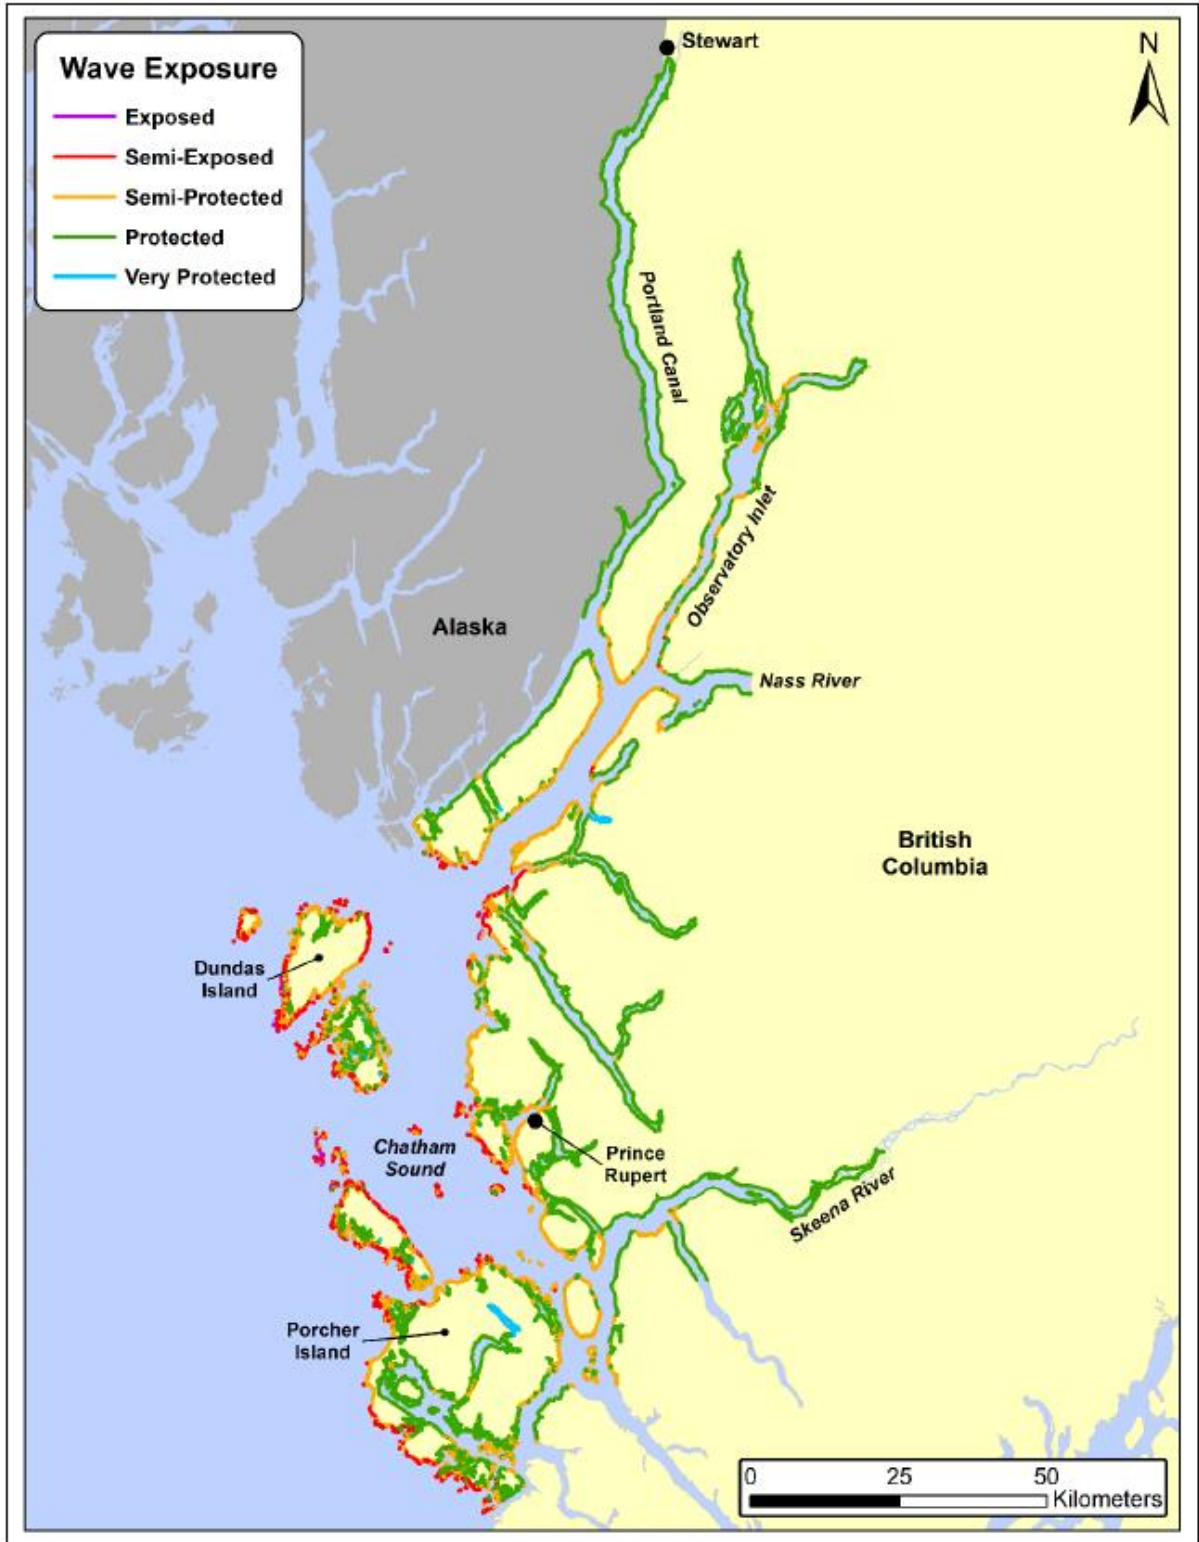 Wave Exposure
Exposed
Semi-Exposed
Semi-Protected
Protected
Very Protected
Stewart
N
Portland Canal
Observatory Inlet
Alaska
Nass River
British
Columbia
Dundas
Island
Chatham
Sound
Prince
Rupert
Skeena River
Porcher
Island
0 25 50
Kilometers